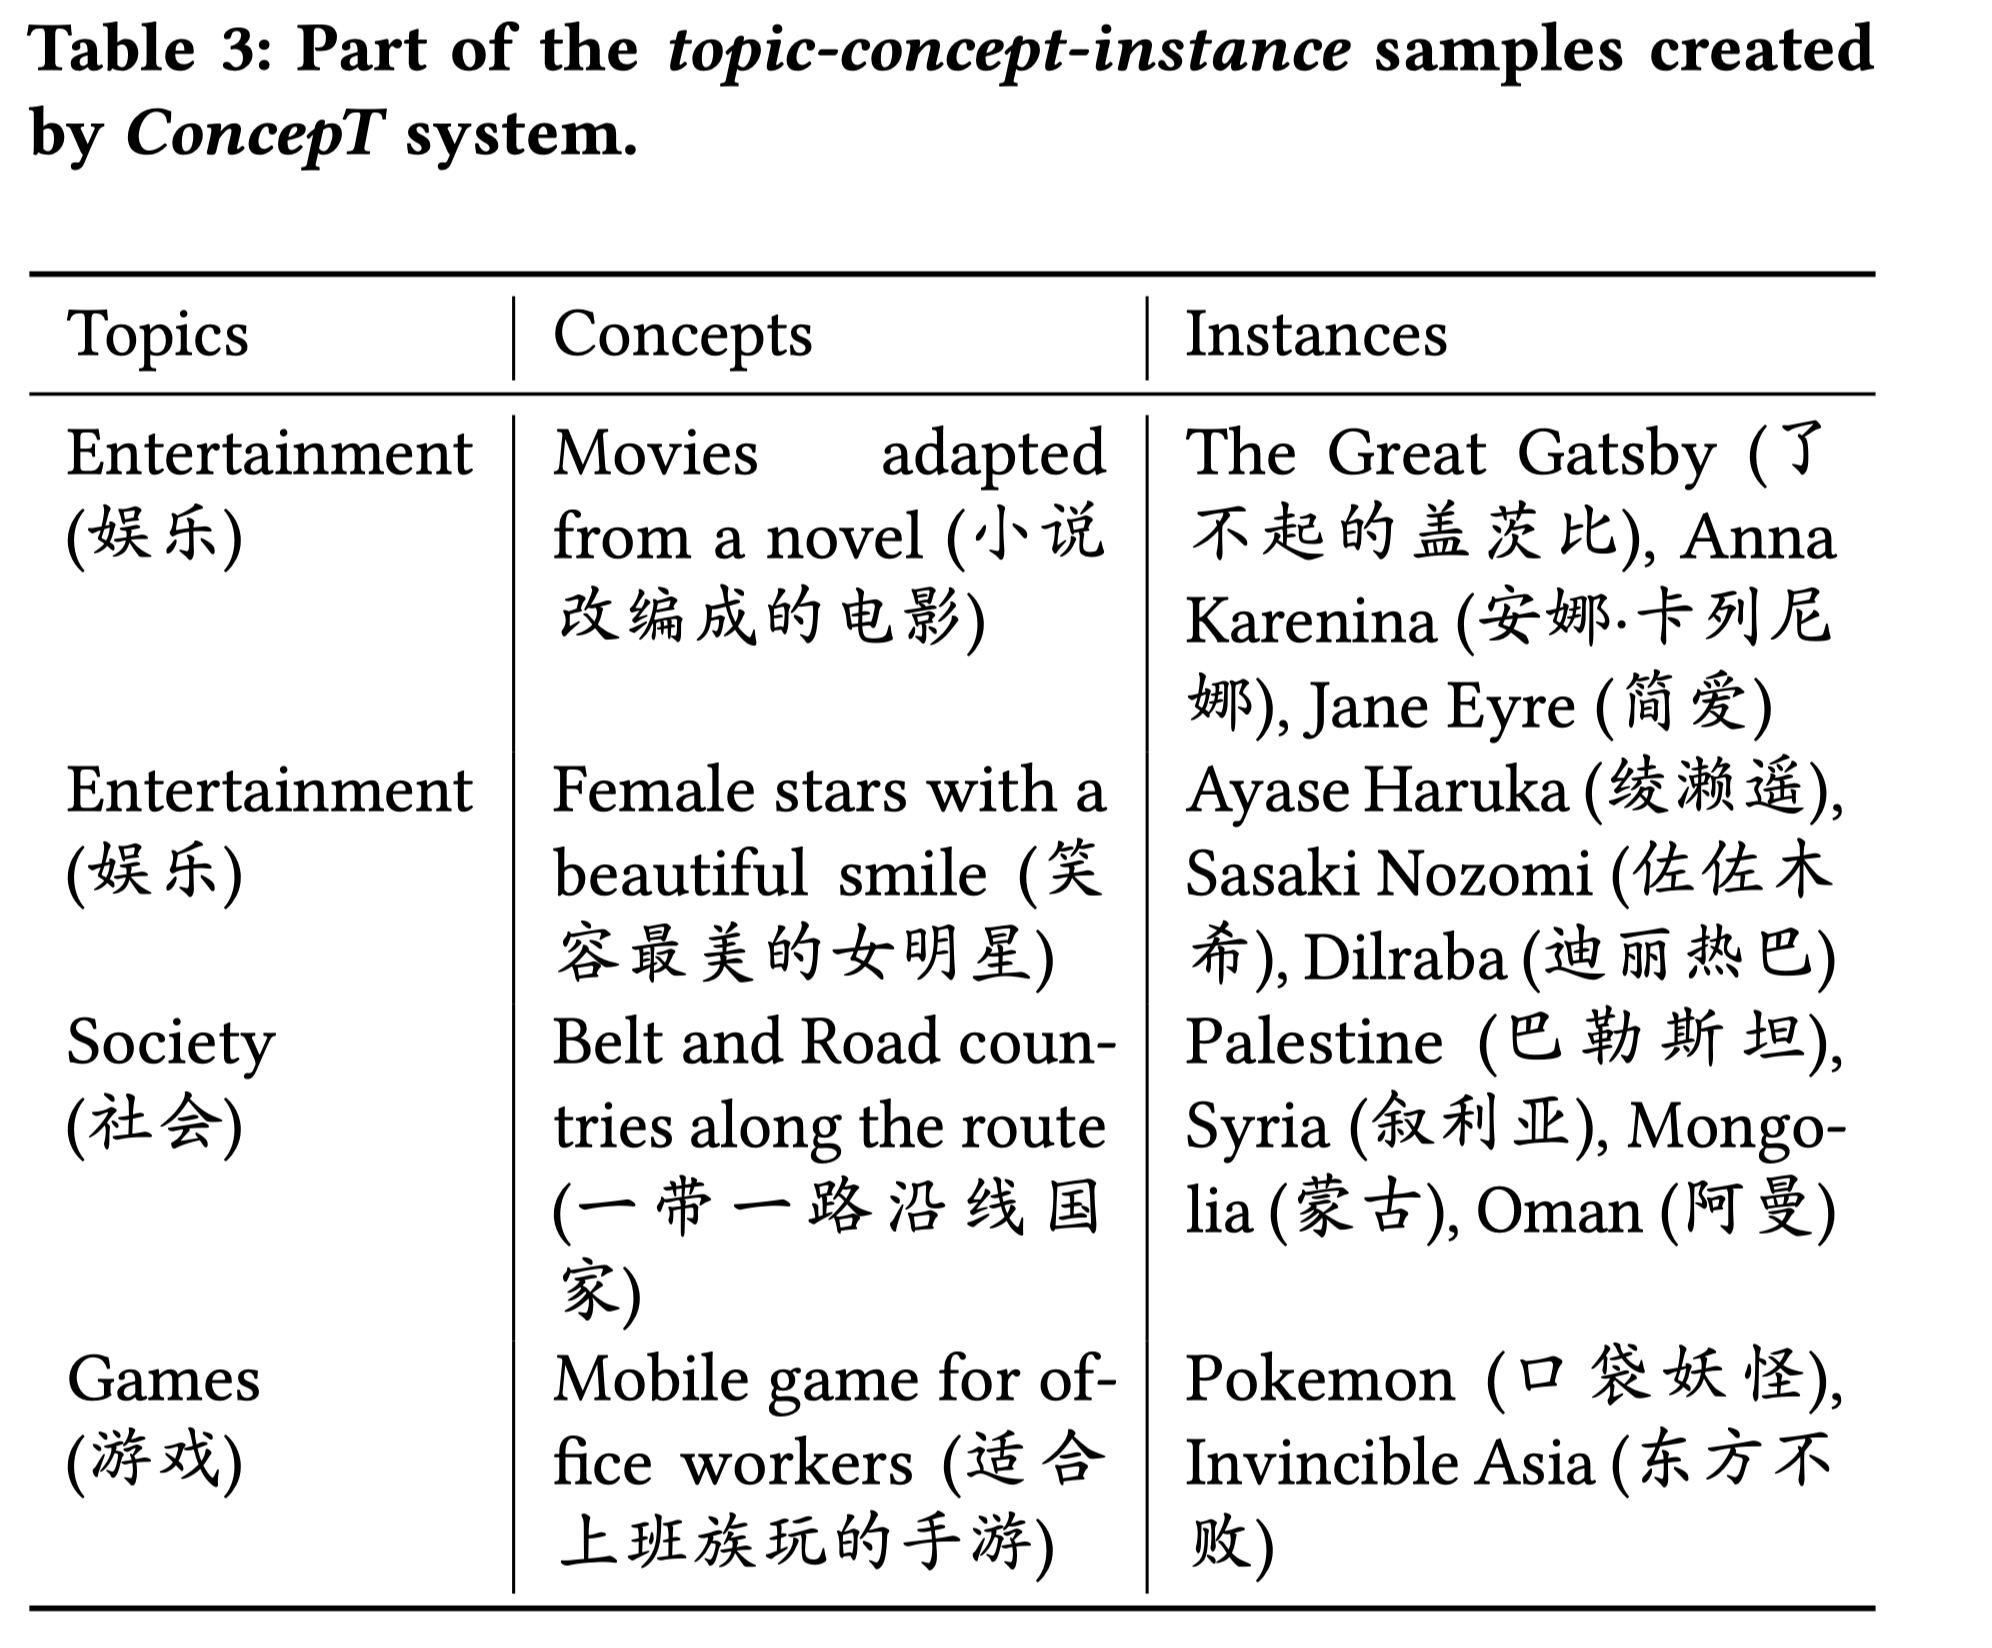 Table 3: Part of the topic-concept-instance samples created
by ConcepT system.
Topics
Concepts
Instances
Entertainment
(娱乐)
Movies adapted
from a novel (小说
改编成的电影)
The Great Gatsby (了
不起的盖茨比), Anna
Karenina (安娜·卡列尼
娜), Jane Eyre (简爱)
Entertainment
(娱乐)
Female stars with a
beautiful smile (笑
容最美的女明星)
Ayase Haruka (绫濑遥),
Sasaki Nozomi (佐佐木
希), Dilraba (迪丽热巴)
Society
(社会)
Belt and Road coun-
tries along the route
(一带一路沿线国
家)
Palestine (巴勒斯坦),
Syria (叙利亚), Mongo-
lia (蒙古), Oman (阿曼)
Games
(游戏)
Mobile game for of-
fice workers (适合
上班族玩的手游)
Pokemon (口袋妖怪),
Invincible Asia (东方不
败)